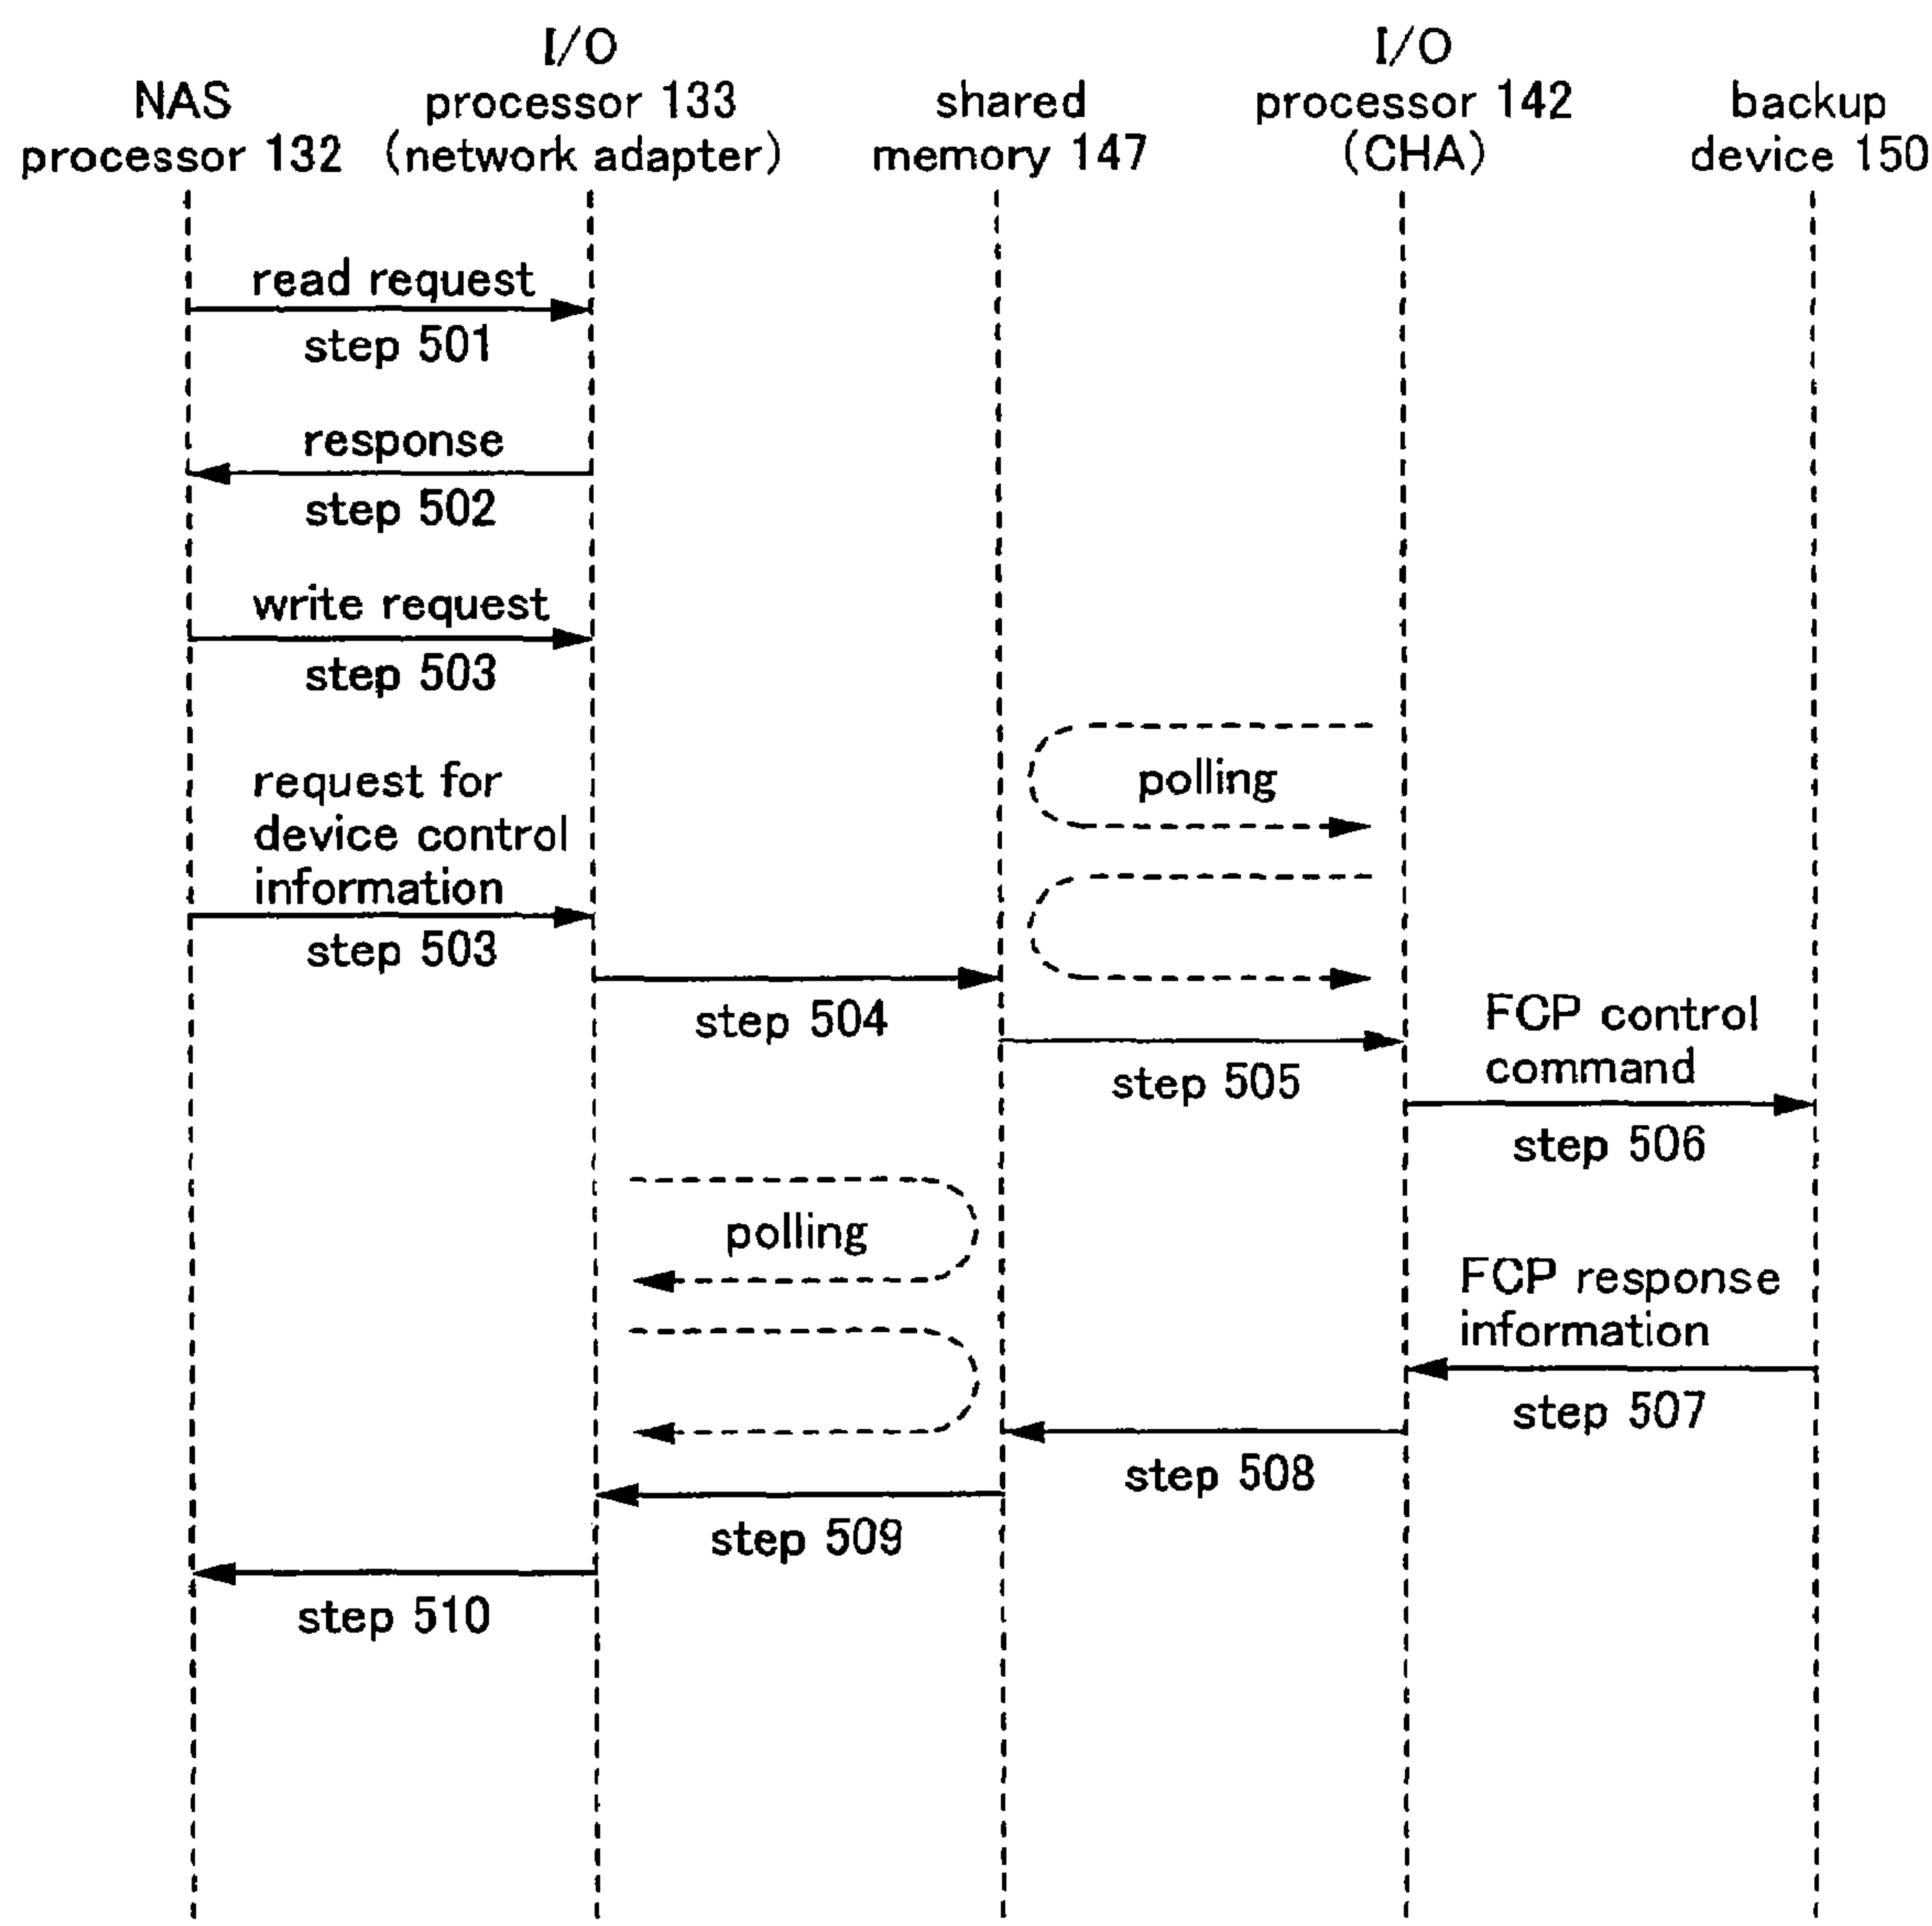 NAS
processor 132
I/O
processor 133
(network adapter)
shared
memory 147
I/O
processor 142
(CHA)
backup
device 150
read request
step 501
response
step 502
write request
step 503
polling
request for
device control
information
step 503
step 504
FCP control
command
step 505
step 506
polling
FCP response
information
step 507
step 508
step 509
step 510